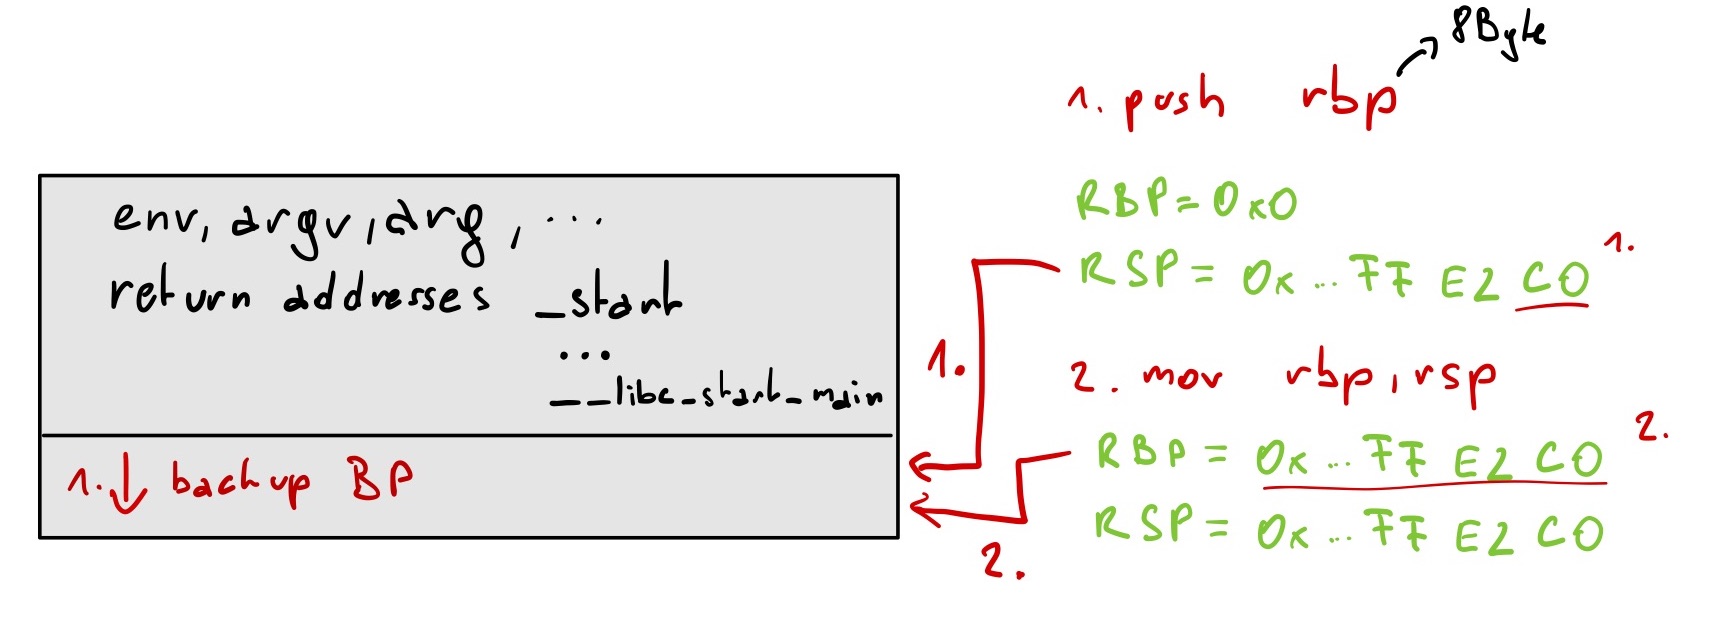 8Byte
1. push rbp
env, argv, arg, ...
RBP = 0x0
RSP = 0x ... FF E2 C0 1.
return addresses _start
...
__libc_start_main
1.
2. mov rbp, rsp
RBP = 0x ... FF E2 C0 2.
1. ↓ backup BP
RSP = 0x ... FF E2 C0
2.